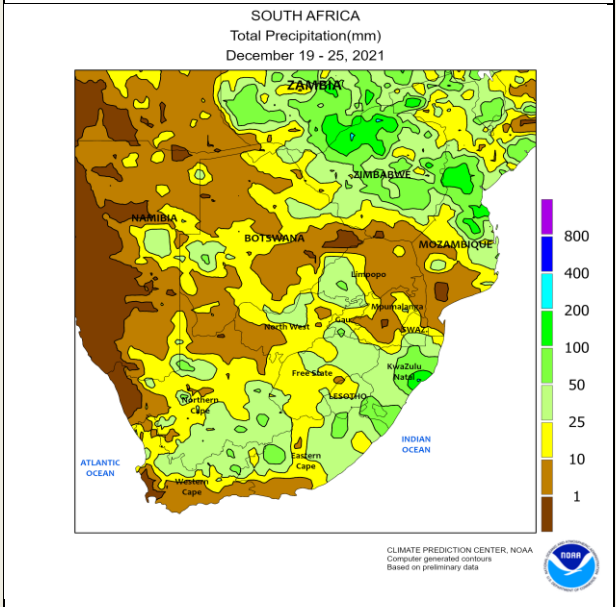 SOUTH AFRICA
Total Precipitation(mm)
December 19 - 25, 2021
ZAMBIA
ZIMBABWE
NAMIBIA
BOTSWANA
MOZAMBIQUE
Limpopo
Mpumalanga
North West
Gau
SWAZ.
Free State
KwaZulu
Natal
LESOTHO
Northern
Cape
Eastern
Cape
Western
Cape
ATLANTIC
OCEAN
INDIAN
OCEAN
800
400
200
100
50
25
10
1
CLIMATE PREDICTION CENTER, NOAA
Computer generated contours
Based on preliminary data
NOAA